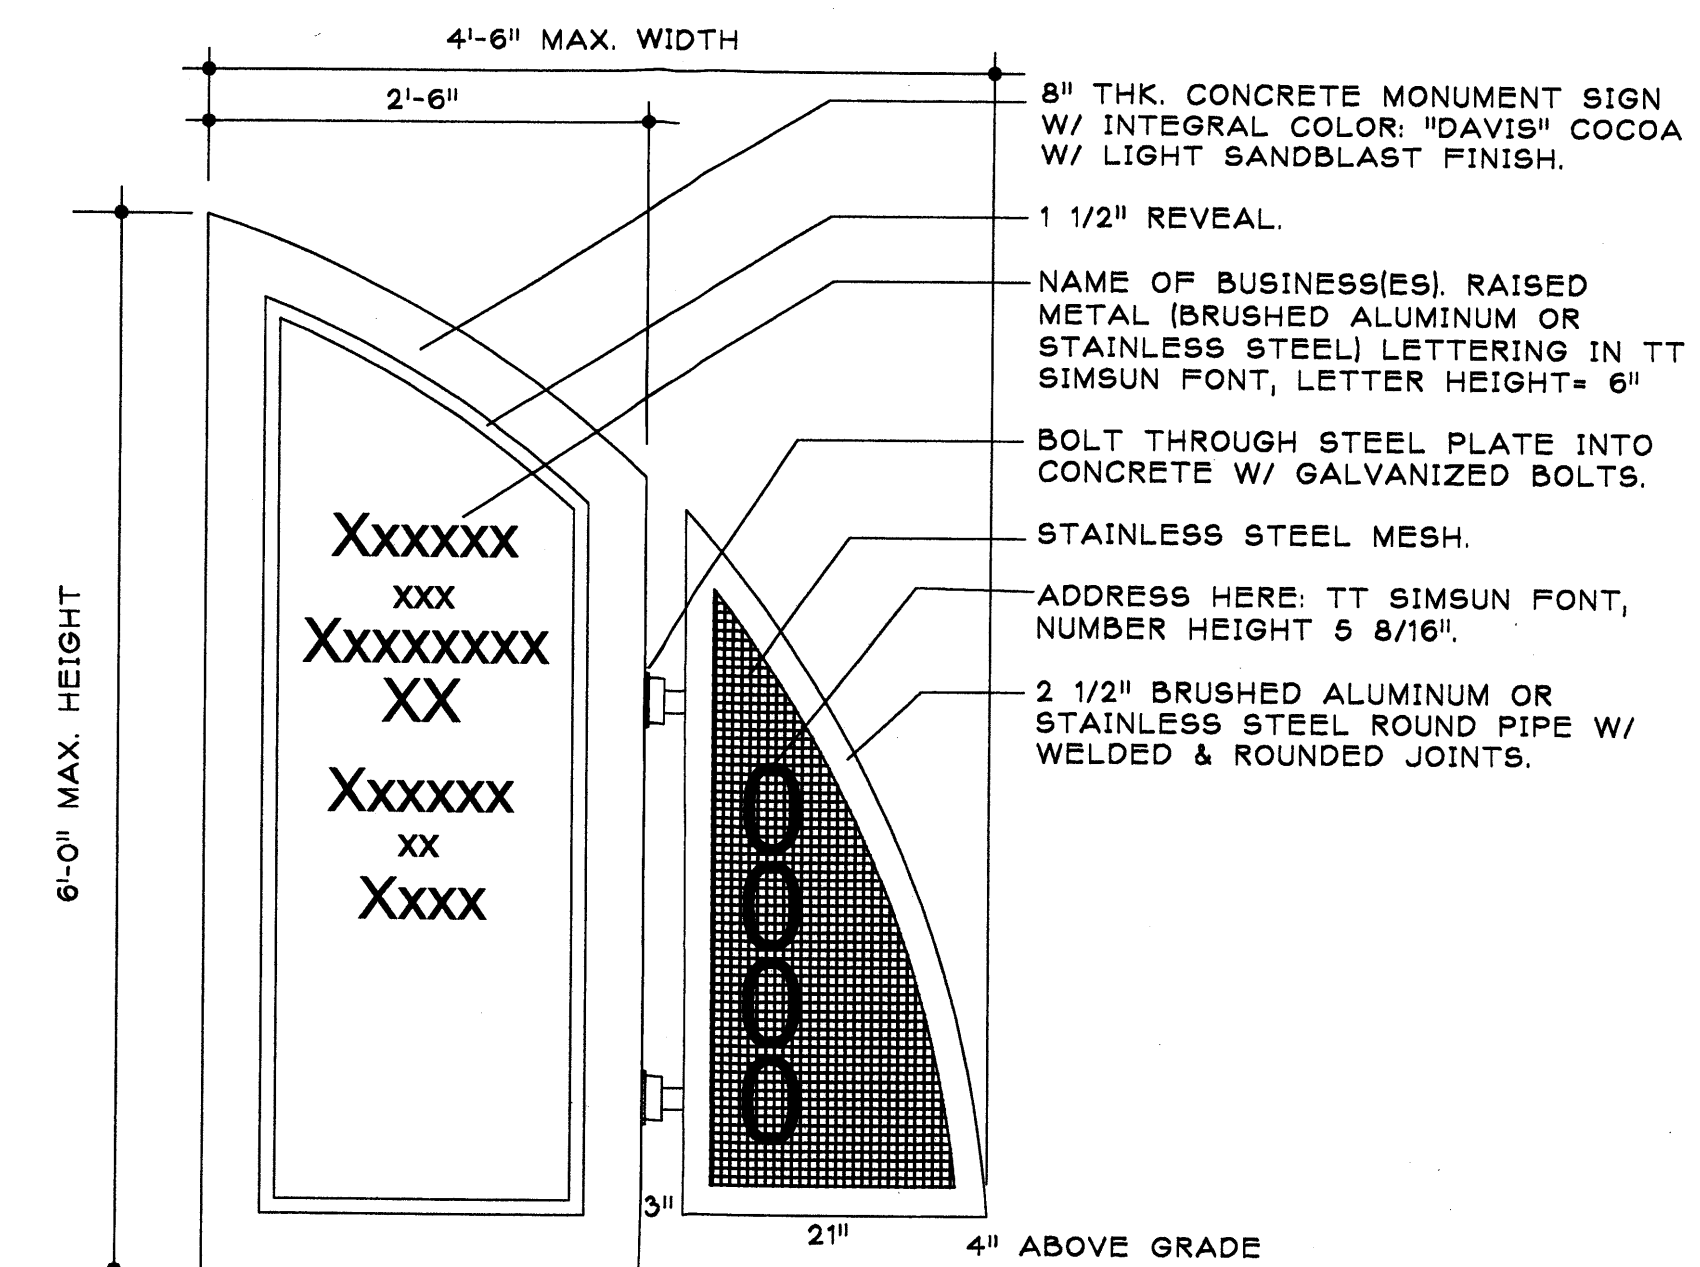 4'-6" MAX. WIDTH
2'-6"
8" THK. CONCRETE MONUMENT SIGN
W/ INTEGRAL COLOR: "DAVIS" COCOA
W/ LIGHT SANDBLAST FINISH.
1 1/2" REVEAL.
NAME OF BUSINESS(ES). RAISED
METAL (BRUSHED ALUMINUM OR
STAINLESS STEEL) LETTERING IN TT
SIMSUN FONT, LETTER HEIGHT= 6"
BOLT THROUGH STEEL PLATE INTO
CONCRETE W/ GALVANIZED BOLTS.
STAINLESS STEEL MESH.
ADDRESS HERE: TT SIMSUN FONT,
NUMBER HEIGHT 5 8/16".
2 1/2" BRUSHED ALUMINUM OR
STAINLESS STEEL ROUND PIPE W/
WELDED & ROUNDED JOINTS.
6'-0" MAX. HEIGHT
Xxxxxxx
xxx
Xxxxxxxxx
XX
Xxxxxxx
xx
Xxxx
0
0
0
0
3"
21"
4" ABOVE GRADE